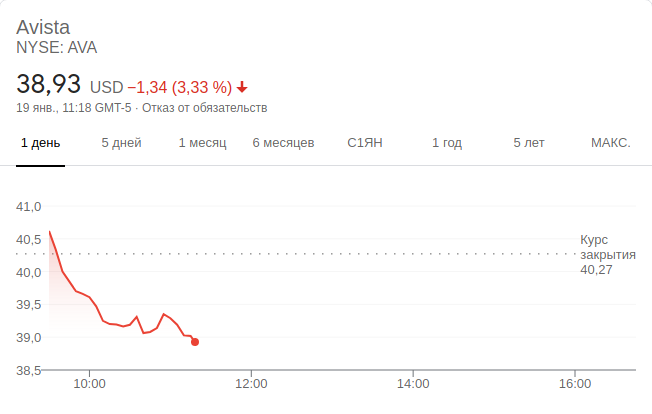 Avista
NYSE: AVA
38,93 USD −1,34 (3,33 %)
19 янв., 11:18 GMT-5 · Отказ от обязательств
1 день 5 дней 1 месяц 6 месяцев С1ЯН 1 год 5 лет МАКС.
41,0
40,5
Курс
закрытия
40,27
40,0
39,5
39,0
38,5
10:00 12:00 14:00 16:00